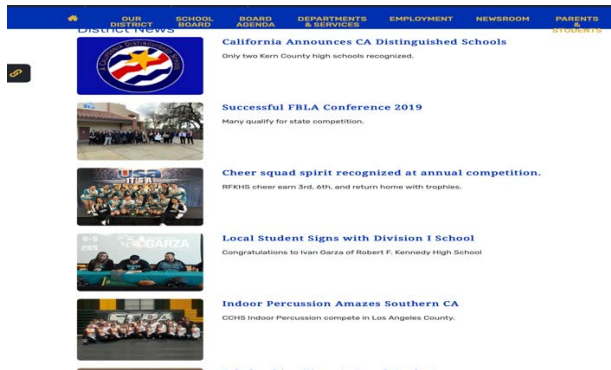 OUR DISTRICT
SCHOOL BOARD
BOARD AGENDA
DEPARTMENTS & SERVICES
EMPLOYMENT
NEWSROOM
PARENTS & STUDENTS
District News
California Announces CA Distinguished Schools
Only two Kern County high schools recognized.
Successful FBLA Conference 2019
Many qualify for state competition.
Cheer squad spirit recognized at annual competition.
RFKHS cheer earn 3rd, 6th, and return home with trophies.
USA
Local Student Signs with Division I School
Congratulations to Ivan Garza of Robert F. Kennedy High School
GARZA
Indoor Percussion Amazes Southern CA
CCHS Indoor Percussion compete in Los Angeles County.